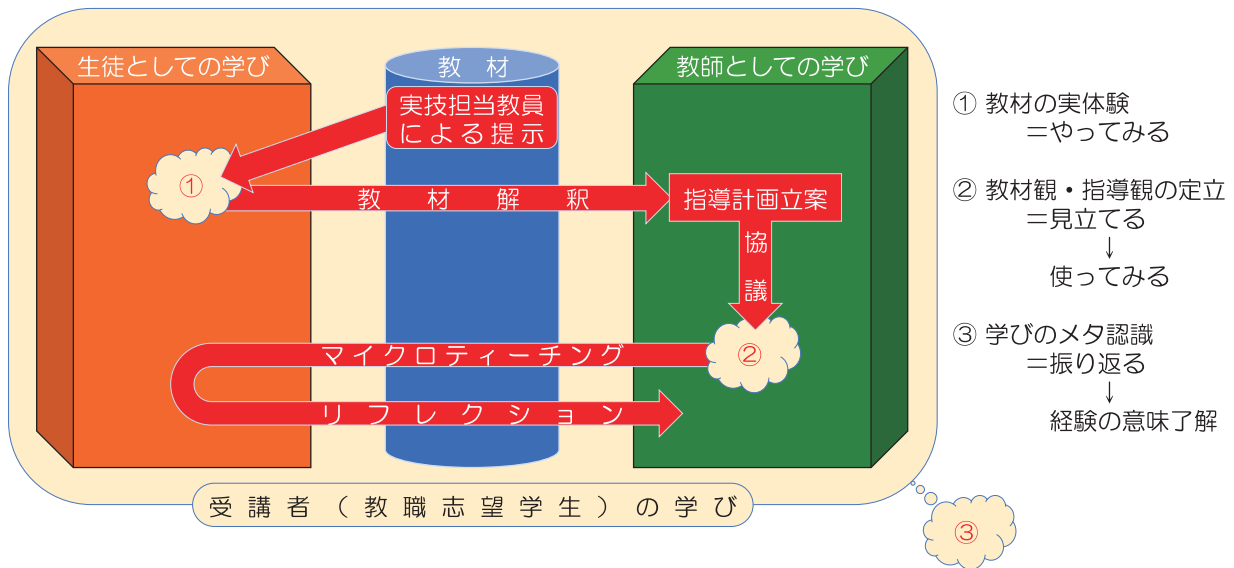 生徒としての学び
教材
教師としての学び
実技担当教員
による提示
①
教材解釈
指導計画立案
協議
②
マイクロティーチング
リフレクション
受講者(教職志望学生)の学び
③
① 教材の実体験
=やってみる
② 教材観・指導観の定立
=見立てる
↓
使ってみる
③ 学びのメタ認識
=振り返る
↓
経験の意味了解